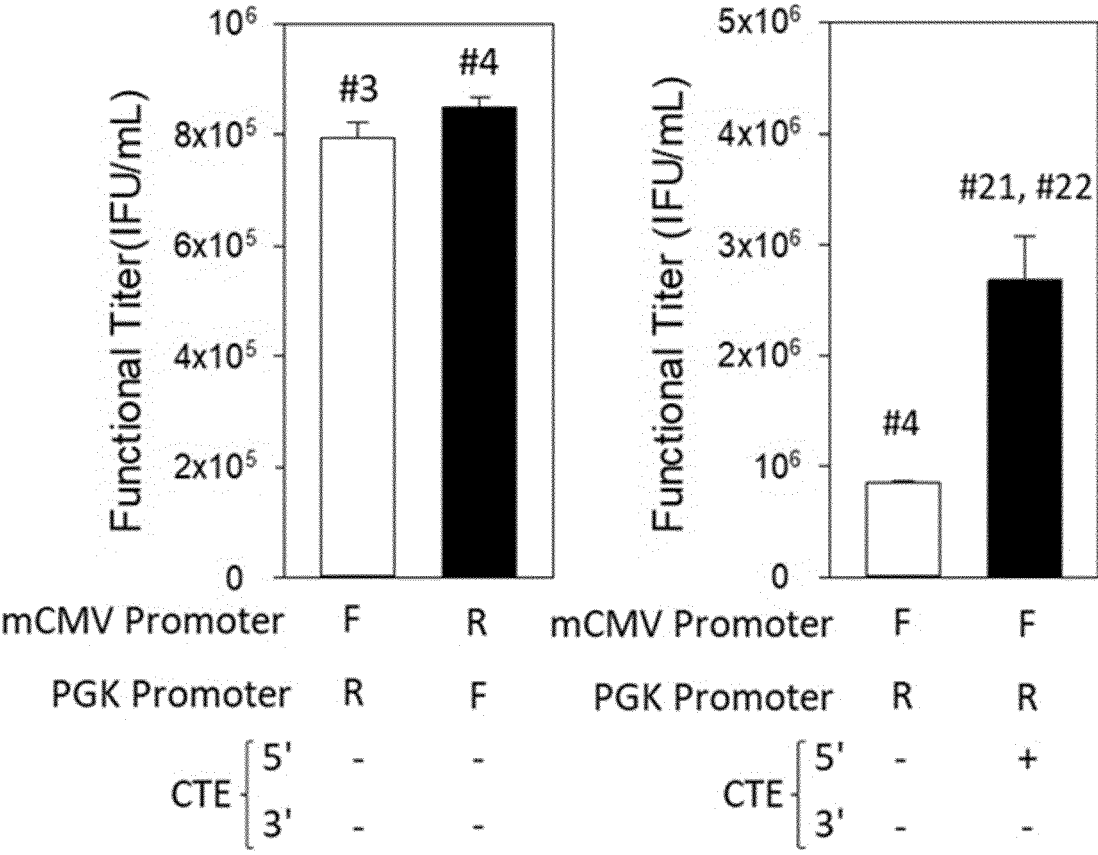 Functional Titer(IFU/mL)
10⁶
8x10⁵
6x10⁵
4x10⁵
2x10⁵
0
#3
#4
mCMV Promoter F R
PGK Promoter R F
CTE
5' - -
3' - -
Functional Titer (IFU/mL)
5x10⁶
4x10⁶
3x10⁶
2x10⁶
10⁶
0
#4
#21, #22
mCMV Promoter F F
PGK Promoter R R
CTE
5' - +
3' - -